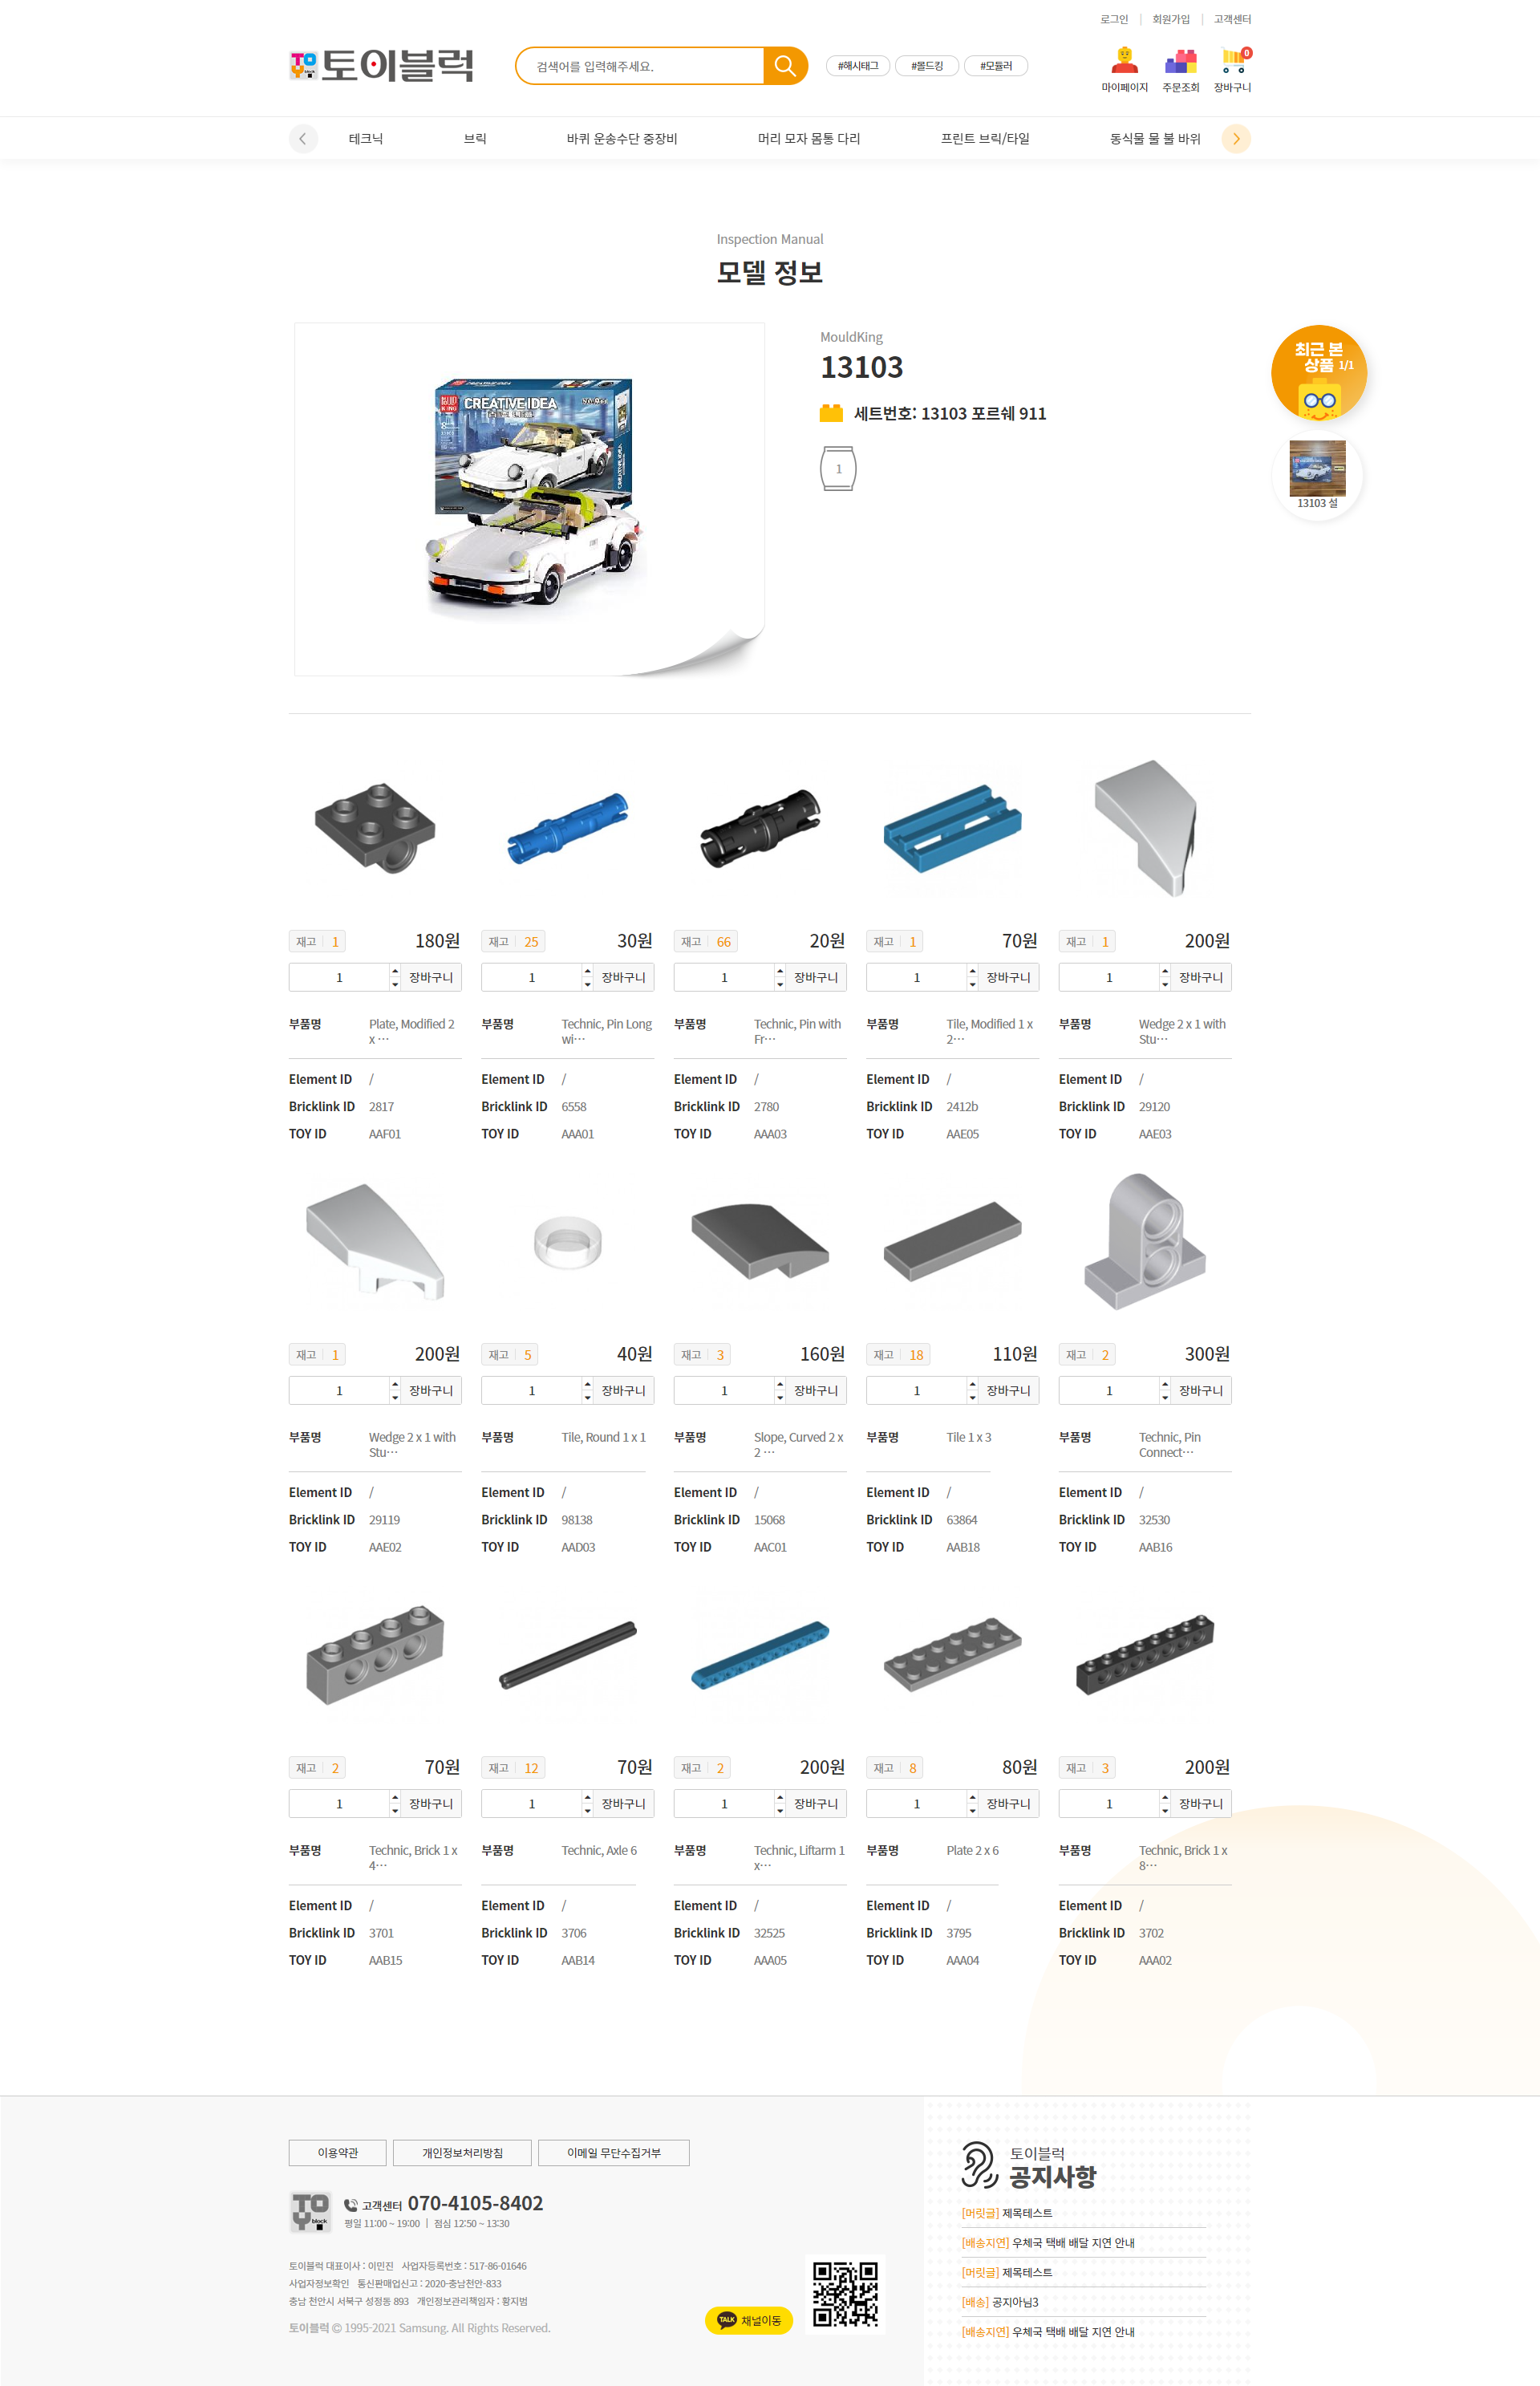 로그인 | 회원가입 | 고객센터
토이블럭
검색어를 입력해주세요.
#해시태그 #몰드킹 #모듈러
마이페이지 주문조회 장바구니 0
테크닉 브릭 바퀴 운송수단 중장비 머리 모자 몸통 다리 프린트 브릭/타일 동식물 물 불 바위
Inspection Manual
모델 정보
MouldKing
13103
세트번호: 13103 포르쉐 911
1
CREATIVE IDEA
최근 본
상품 1/1
13103 설
재고 1 180원 재고 25 30원 재고 66 20원 재고 1 70원 재고 1 200원
1 장바구니 1 장바구니 1 장바구니 1 장바구니 1 장바구니
부품명 Plate, Modified 2 x … 부품명 Technic, Pin Long wi… 부품명 Technic, Pin with Fr… 부품명 Tile, Modified 1 x 2… 부품명 Wedge 2 x 1 with Stu…
Element ID / Element ID / Element ID / Element ID / Element ID /
Bricklink ID 2817 Bricklink ID 6558 Bricklink ID 2780 Bricklink ID 2412b Bricklink ID 29120
TOY ID AAF01 TOY ID AAA01 TOY ID AAA03 TOY ID AAE05 TOY ID AAE03
재고 1 200원 재고 5 40원 재고 3 160원 재고 18 110원 재고 2 300원
1 장바구니 1 장바구니 1 장바구니 1 장바구니 1 장바구니
부품명 Wedge 2 x 1 with Stu… 부품명 Tile, Round 1 x 1 부품명 Slope, Curved 2 x 2 … 부품명 Tile 1 x 3 부품명 Technic, Pin Connect…
Element ID / Element ID / Element ID / Element ID / Element ID /
Bricklink ID 29119 Bricklink ID 98138 Bricklink ID 15068 Bricklink ID 63864 Bricklink ID 32530
TOY ID AAE02 TOY ID AAD03 TOY ID AAC01 TOY ID AAB18 TOY ID AAB16
재고 2 70원 재고 12 70원 재고 2 200원 재고 8 80원 재고 3 200원
1 장바구니 1 장바구니 1 장바구니 1 장바구니 1 장바구니
부품명 Technic, Brick 1 x 4… 부품명 Technic, Axle 6 부품명 Technic, Liftarm 1 x… 부품명 Plate 2 x 6 부품명 Technic, Brick 1 x 8…
Element ID / Element ID / Element ID / Element ID / Element ID /
Bricklink ID 3701 Bricklink ID 3706 Bricklink ID 32525 Bricklink ID 3795 Bricklink ID 3702
TOY ID AAB15 TOY ID AAB14 TOY ID AAA05 TOY ID AAA04 TOY ID AAA02
이용약관 개인정보처리방침 이메일 무단수집거부
TOY block 고객센터 070-4105-8402
평일 11:00 ~ 19:00 | 점심 12:50 ~ 13:30
토이블럭 대표이사 : 이민진 사업자등록번호 : 517-86-01646
사업자정보확인 통신판매업신고 : 2020-충남천안-833
충남 천안시 서북구 성정동 893 개인정보관리책임자 : 황지범
토이블럭 © 1995-2021 Samsung. All Rights Reserved.
TALK 채널이동
토이블럭
공지사항
[머릿글] 제목테스트
[배송지연] 우체국 택배 배달 지연 안내
[머릿글] 제목테스트
[배송] 공지아님3
[배송지연] 우체국 택배 배달 지연 안내